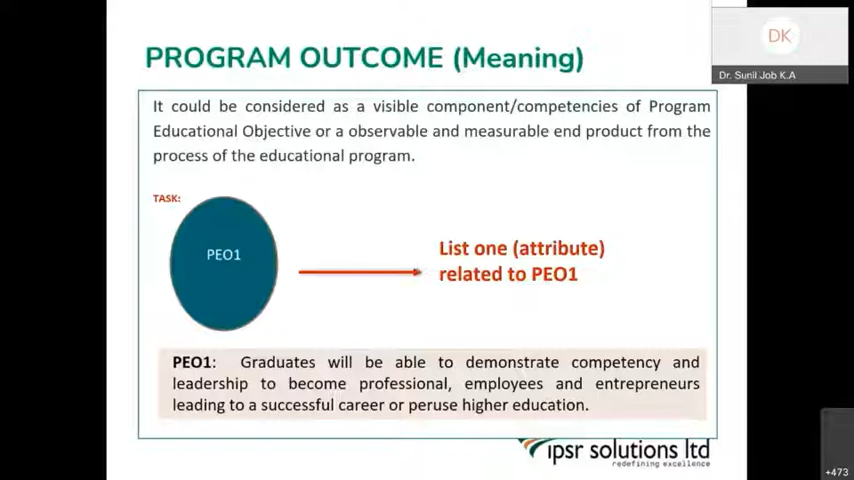 PROGRAM OUTCOME (Meaning)
DK
Dr. Sunil Job K.A
It could be considered as a visible component/competencies of Program
Educational Objective or a observable and measurable end product from the
process of the educational program.
TASK:
PEO1
List one (attribute)
related to PEO1
PEO1: Graduates will be able to demonstrate competency and
leadership to become professional, employees and entrepreneurs
leading to a successful career or peruse higher education.
ipsr solutions ltd
redefining excellence
+473